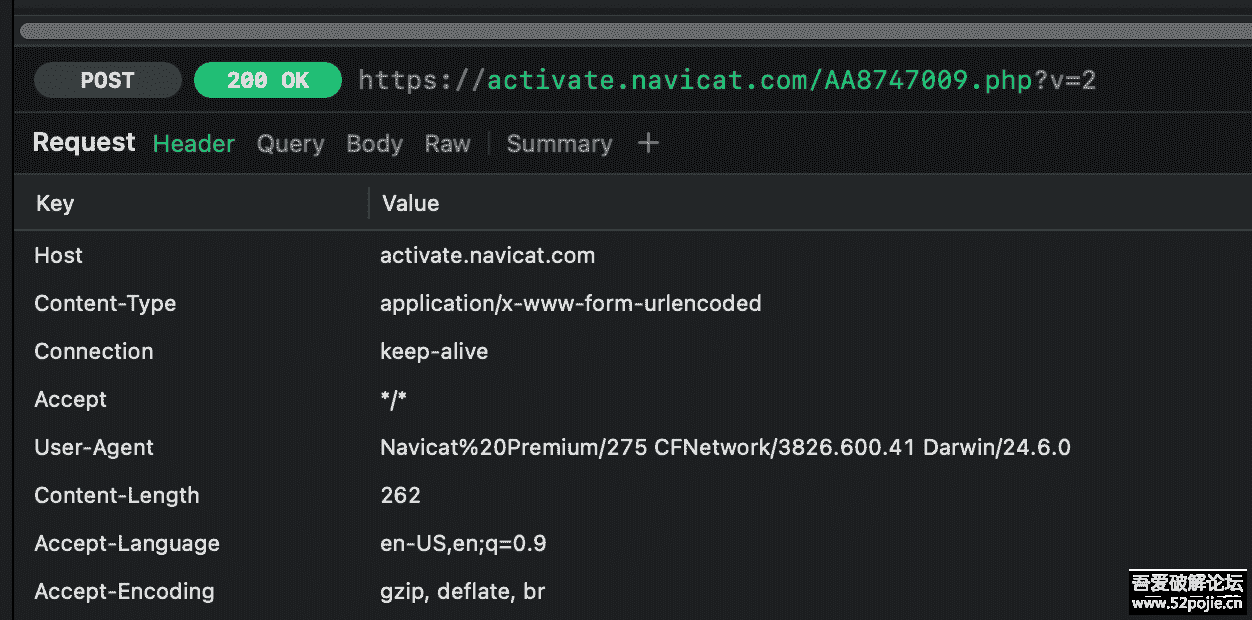 POST 200 OK https://activate.navicat.com/AA8747009.php?v=2
Request Header Query Body Raw Summary +
Key Value
Host activate.navicat.com
Content-Type application/x-www-form-urlencoded
Connection keep-alive
Accept */*
User-Agent Navicat%20Premium/275 CFNetwork/3826.600.41 Darwin/24.6.0
Content-Length 262
Accept-Language en-US,en;q=0.9
Accept-Encoding gzip, deflate, br
吾爱破解论坛
www.52pojie.cn